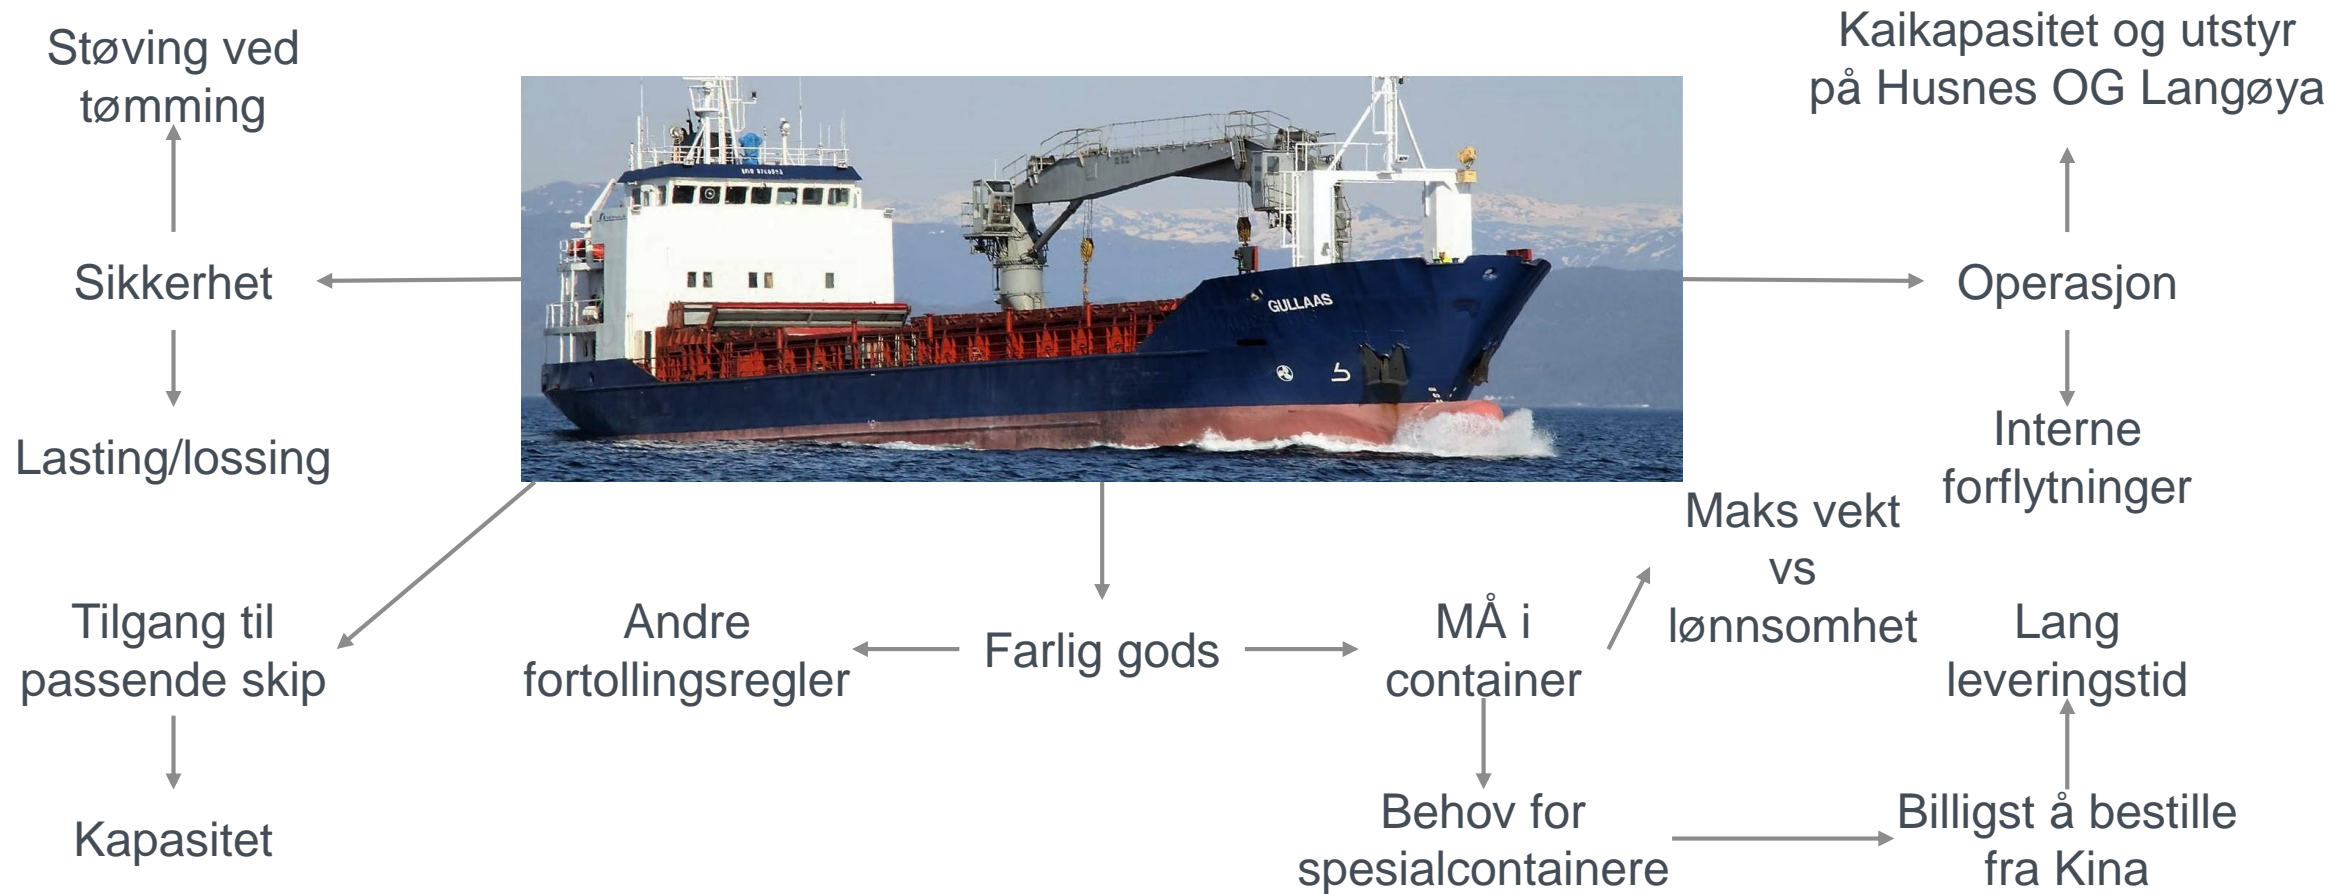 Støving ved
tømming
Kaikapasitet og utstyr
på Husnes OG Langøya
GULLAAS
Sikkerhet
Operasjon
Lasting/lossing
Interne
forflytninger
Maks vekt
vs
lønnsomhet
Tilgang til
passende skip
Andre
fortollingsregler
Farlig gods
MÅ i
container
Lang
leveringstid
Kapasitet
Behov for
spesialcontainere
Billigst å bestille
fra Kina